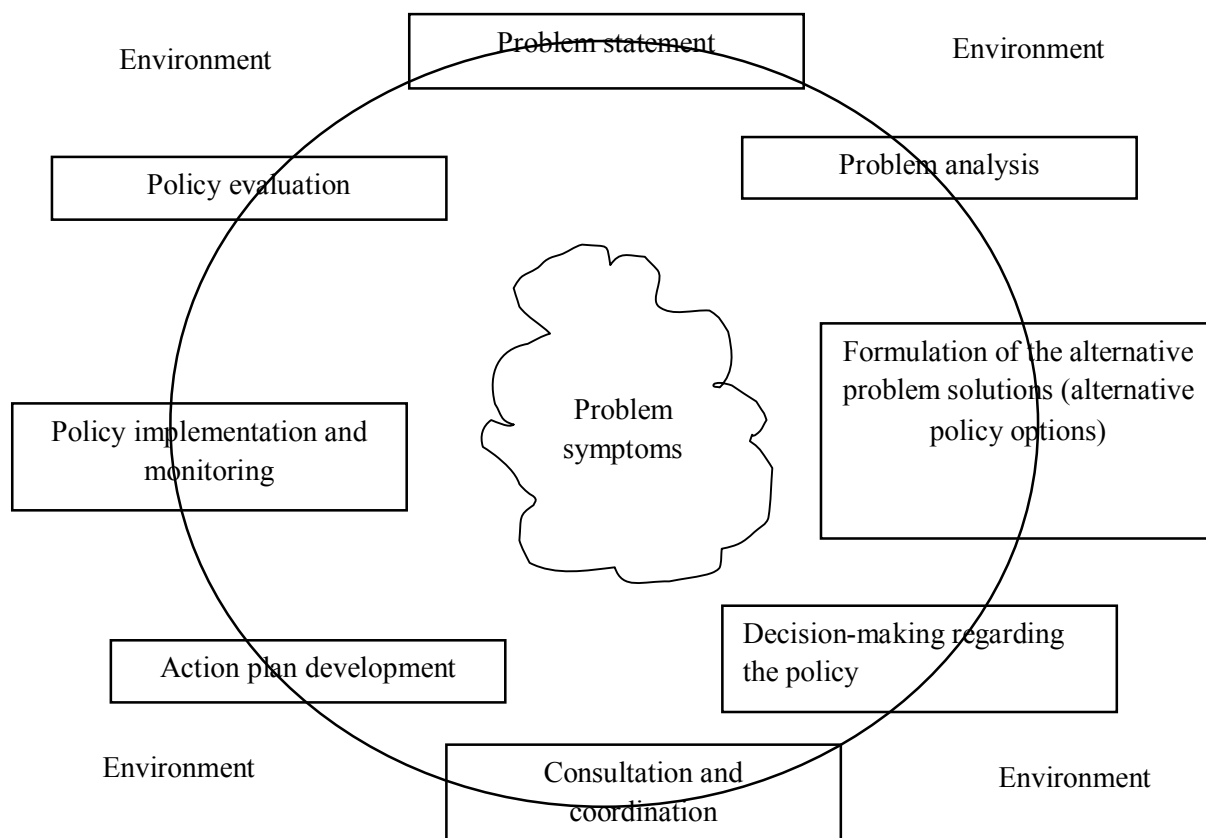 Problem statement
Environment
Environment
Policy evaluation
Problem analysis
Formulation of the alternative
problem solutions (alternative
policy options)
Problem
symptoms
Policy implementation and
monitoring
Decision-making regarding
the policy
Action plan development
Environment
Consultation and
coordination
Environment